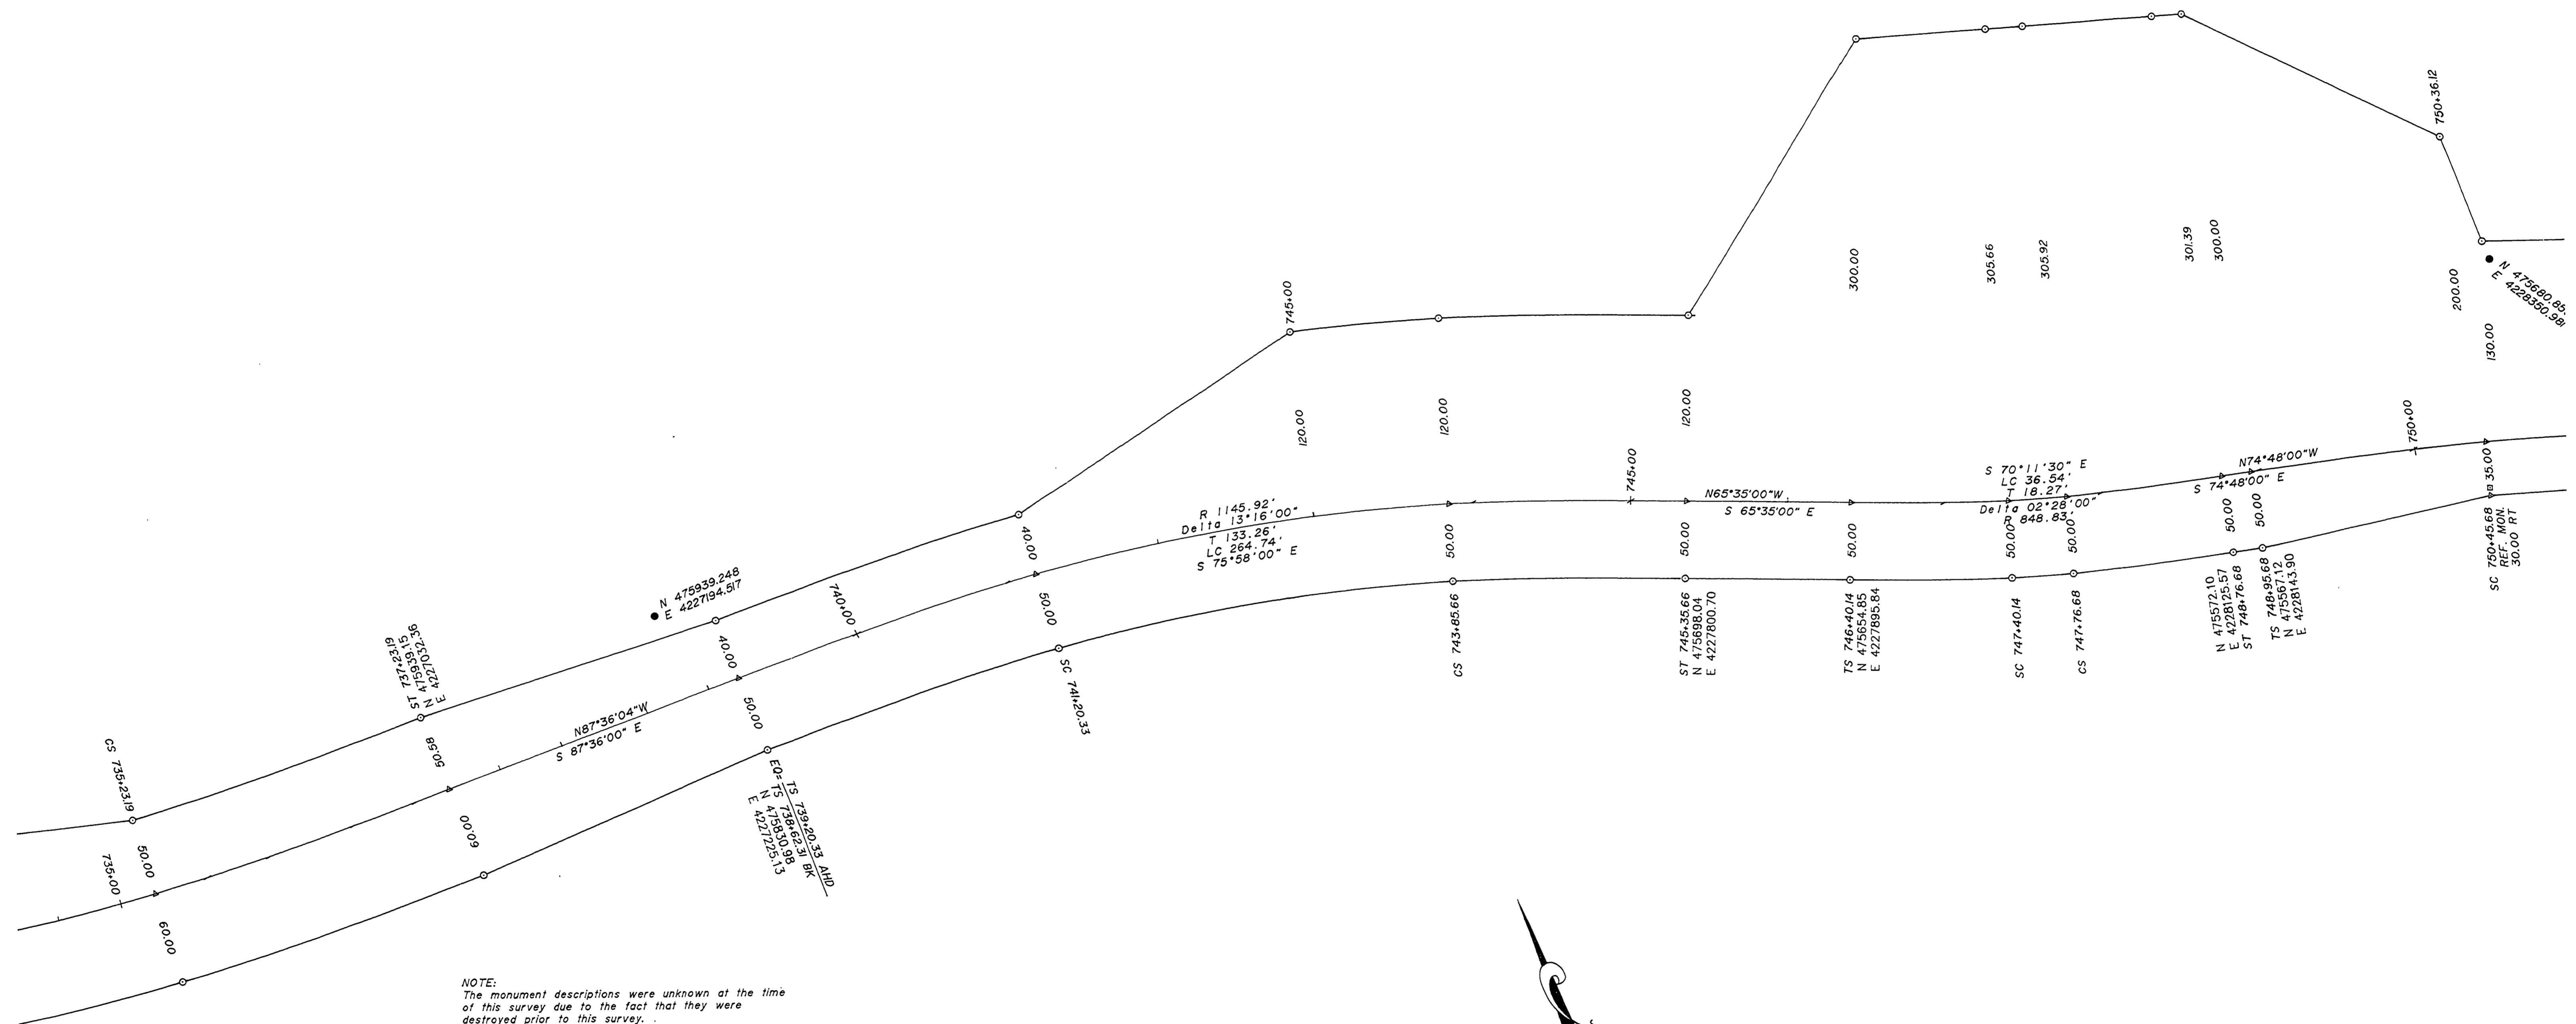 CS 735+23.19
50.00
735+00
60.00
ST 737+23.19
N 475939.15
E 4227032.36
50.58
60.00
N87°36'04"W
S 87°36'00" E
N 475939.248
E 4227194.517
40.00
50.00
EQ= TS 739+20.33 AHD
TS 738+62.31 BK
N 475830.98
E 4227225.13
740+00
40.00
50.00
SC 741+20.33
R 1145.92'
Delta 13°16'00"
T 133.26'
LC 264.74'
S 75°58'00" E
745+00
120.00
120.00
50.00
CS 743+85.66
745+00
120.00
50.00
ST 745+35.66
N 475698.04
E 4227800.70
N65°35'00"W
S 65°35'00" E
300.00
50.00
TS 746+40.14
N 475654.85
E 4227895.84
305.66
305.92
S 70°11'30" E
LC 36.54'
T 18.27'
Delta 02°28'00"
R 848.83'
50.00
50.00
SC 747+40.14
CS 747+76.68
301.39
300.00
N74°48'00"W
S 74°48'00" E
50.00
50.00
N 475572.10
E 4228125.57
ST 748+76.68
TS 748+95.68
N 475567.12
E 4228143.90
750+36.12
200.00
N 475680.85
E 4228350.98
130.00
750+00
35.00
SC 750+45.68
REF. MON.
30.00 RT
NOTE:
The monument descriptions were unknown at the time
of this survey due to the fact that they were
destroyed prior to this survey.